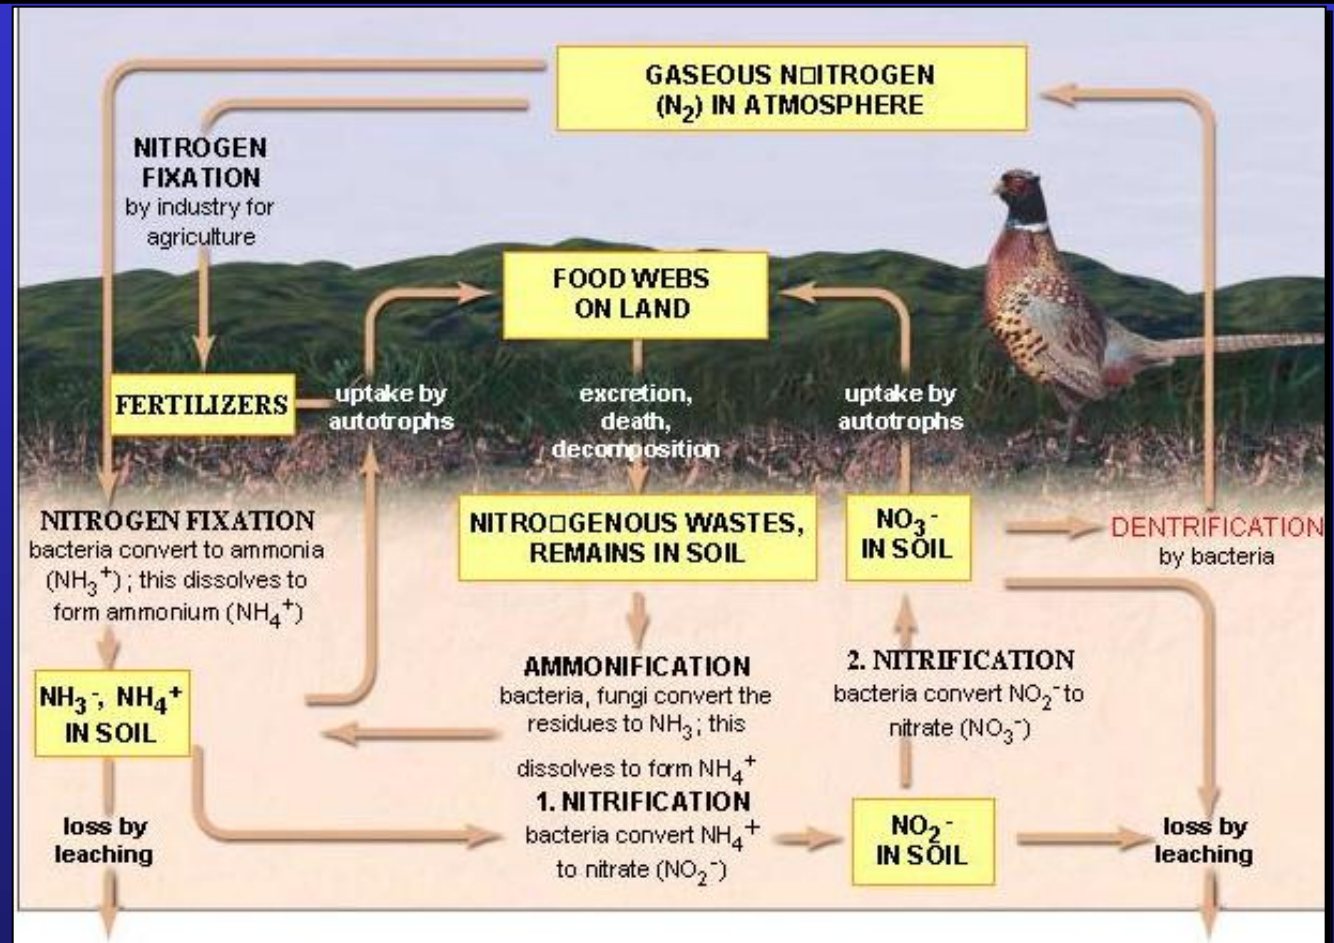 GASEOUS N□ITROGEN
(N₂) IN ATMOSPHERE
NITROGEN
FIXATION
by industry for
agriculture
FOOD WEBS
ON LAND
FERTILIZERS
uptake by
autotrophs
excretion,
death,
decomposition
uptake by
autotrophs
NITROGEN FIXATION
bacteria convert to ammonia
(NH₃⁺) ; this dissolves to
form ammonium (NH₄⁺)
NITRO□GENOUS WASTES,
REMAINS IN SOIL
NO₃⁻
IN SOIL
DENTRIFICATION
by bacteria
NH₃⁻, NH₄⁺
IN SOIL
AMMONIFICATION
bacteria, fungi convert the
residues to NH₃; this
dissolves to form NH₄⁺
2. NITRIFICATION
bacteria convert NO₂⁻ to
nitrate (NO₃⁻)
loss by
leaching
1. NITRIFICATION
bacteria convert NH₄⁺
to nitrate (NO₂⁻)
NO₂⁻
IN SOIL
loss by
leaching